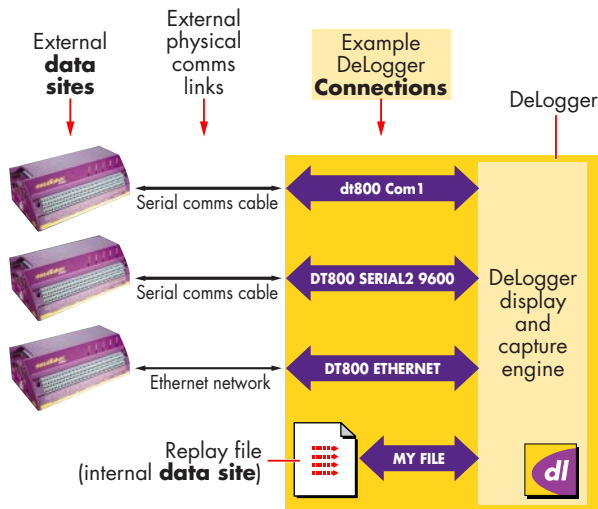 External
data
sites
External
physical
comms
links
Example
DeLogger
Connections
DeLogger
Serial comms cable
dt800 Com1
Serial comms cable
DT800 SERIAL2 9600
Ethernet network
DT800 ETHERNET
DeLogger
display
and
capture
engine
Replay file
(internal data site)
MY FILE
dl